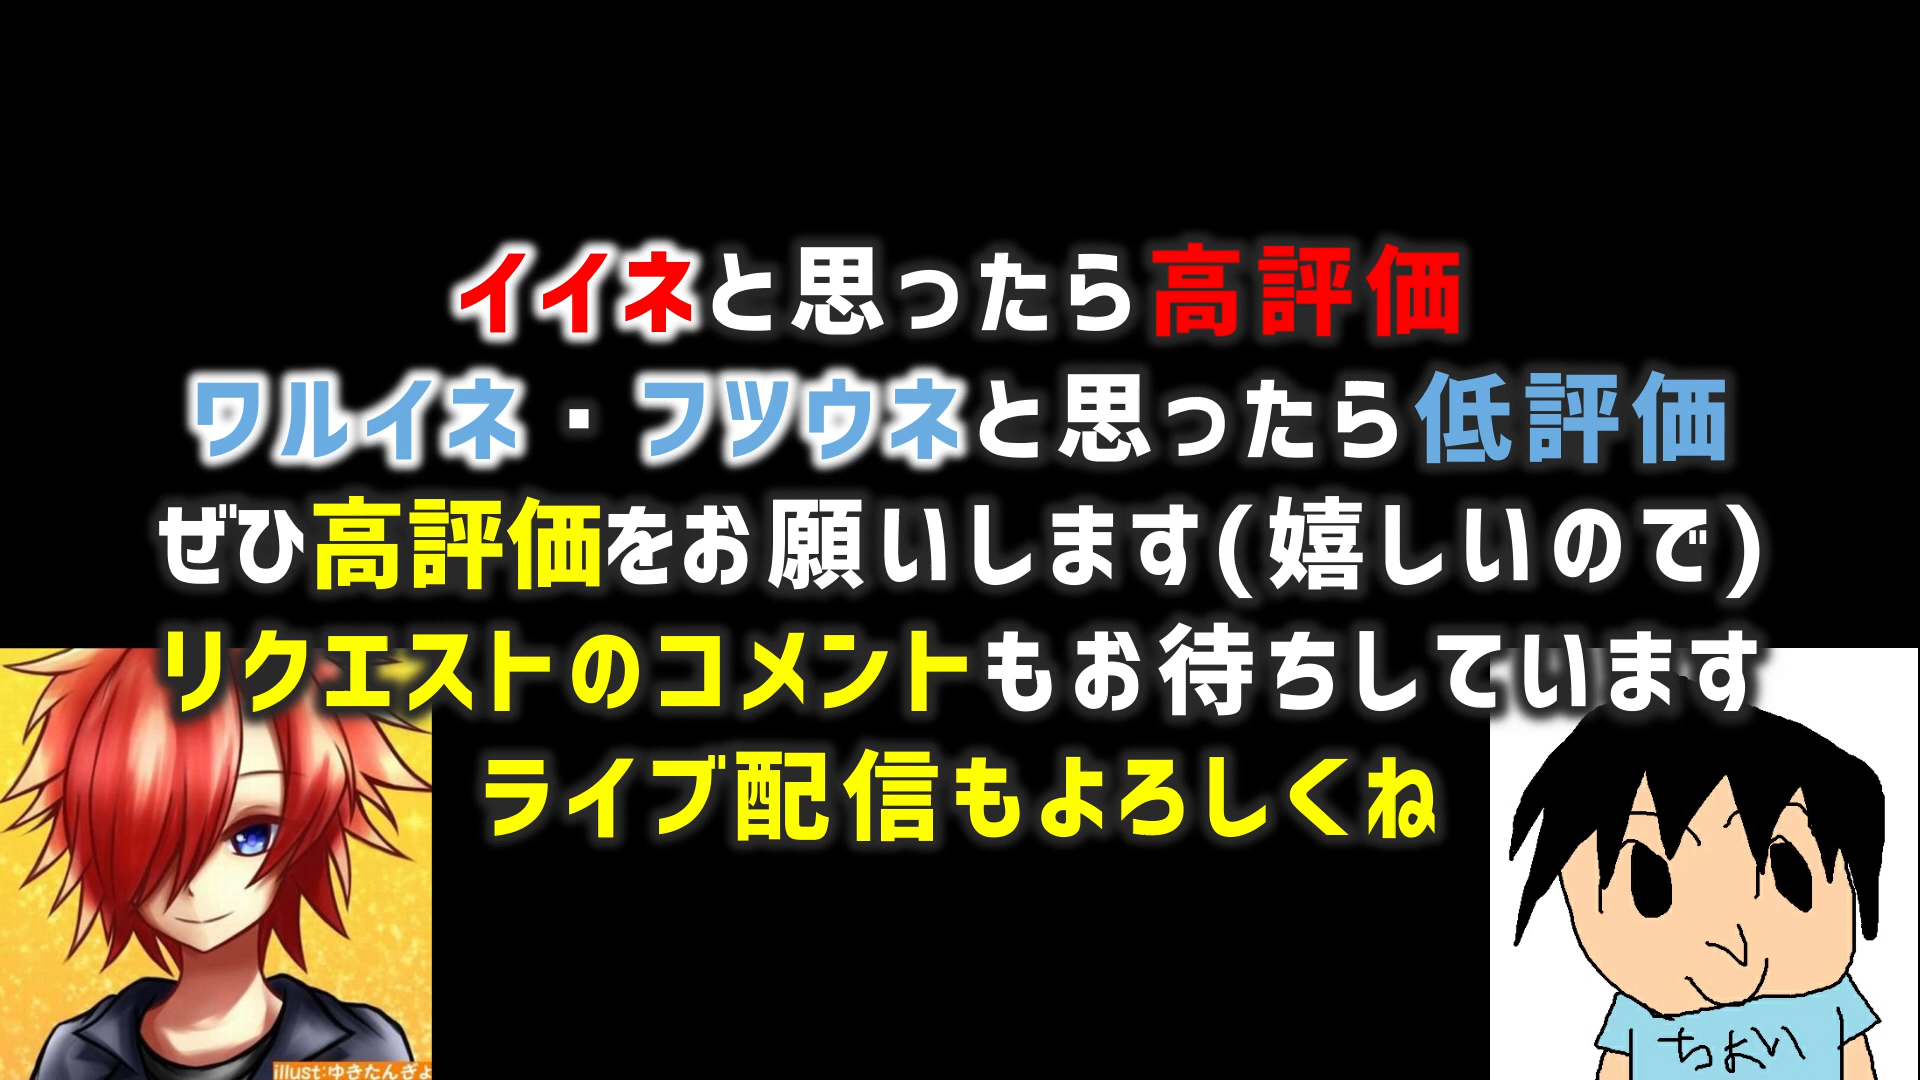 イイネと思ったら高評価
ワルイネ・フツウネと思ったら低評価
ぜひ高評価をお願いします(嬉しいので)
リクエストのコメントもお待ちしています
ライブ配信もよろしくね
illust:ゆきたんぎょ
ちょい